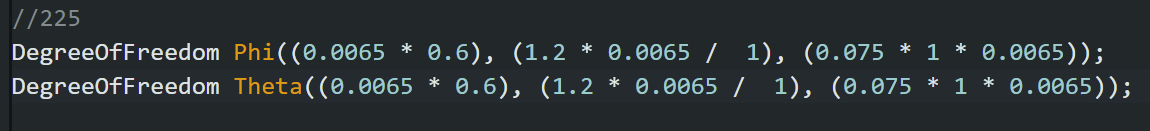 //225
DegreeOfFreedom Phi((0.0065 * 0.6), (1.2 * 0.0065 /  1), (0.075 * 1 * 0.0065));
DegreeOfFreedom Theta((0.0065 * 0.6), (1.2 * 0.0065 /  1), (0.075 * 1 * 0.0065));